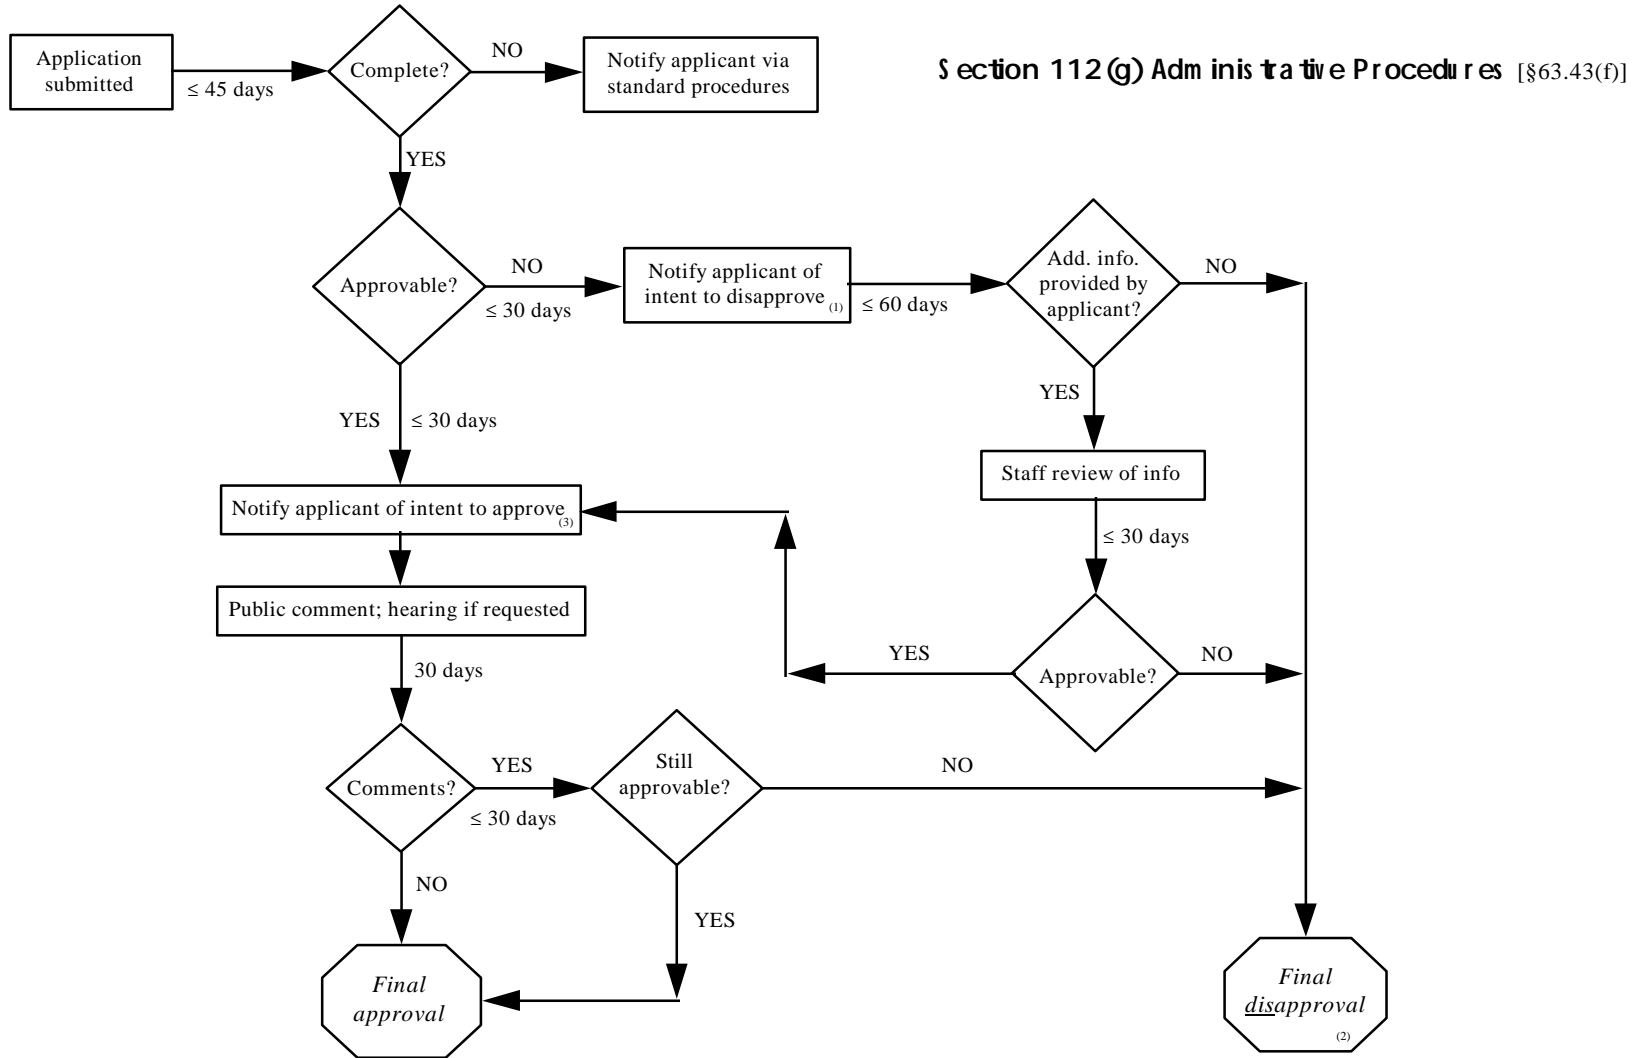 Section 112(g) Administrative Procedures [§63.43(f)]
Application
submitted
≤ 45 days
Complete?
NO
Notify applicant via
standard procedures
YES
Approvable?
NO
≤ 30 days
Notify applicant of
intent to disapprove (1)
≤ 60 days
Add. info.
provided by
applicant?
NO
YES
Staff review of info
≤ 30 days
Approvable?
NO
YES
YES
≤ 30 days
Notify applicant of intent to approve (3)
Public comment; hearing if requested
30 days
Comments?
YES
≤ 30 days
Still
approvable?
NO
NO
YES
Final
approval
Final
disapproval
(2)